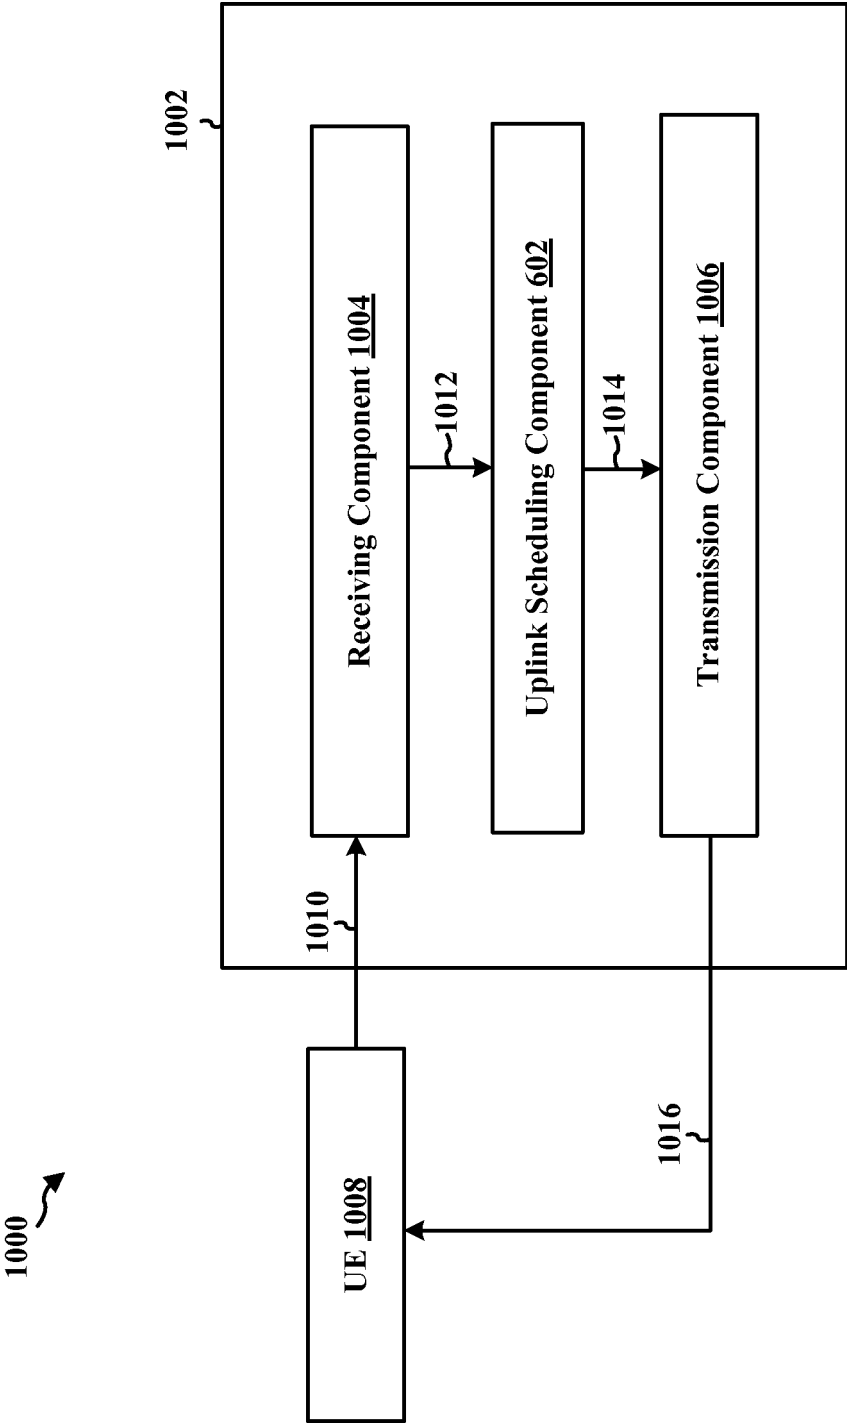 1000
1002
UE 1008
1010
Receiving Component 1004
1012
Uplink Scheduling Component 602
1014
Transmission Component 1006
1016